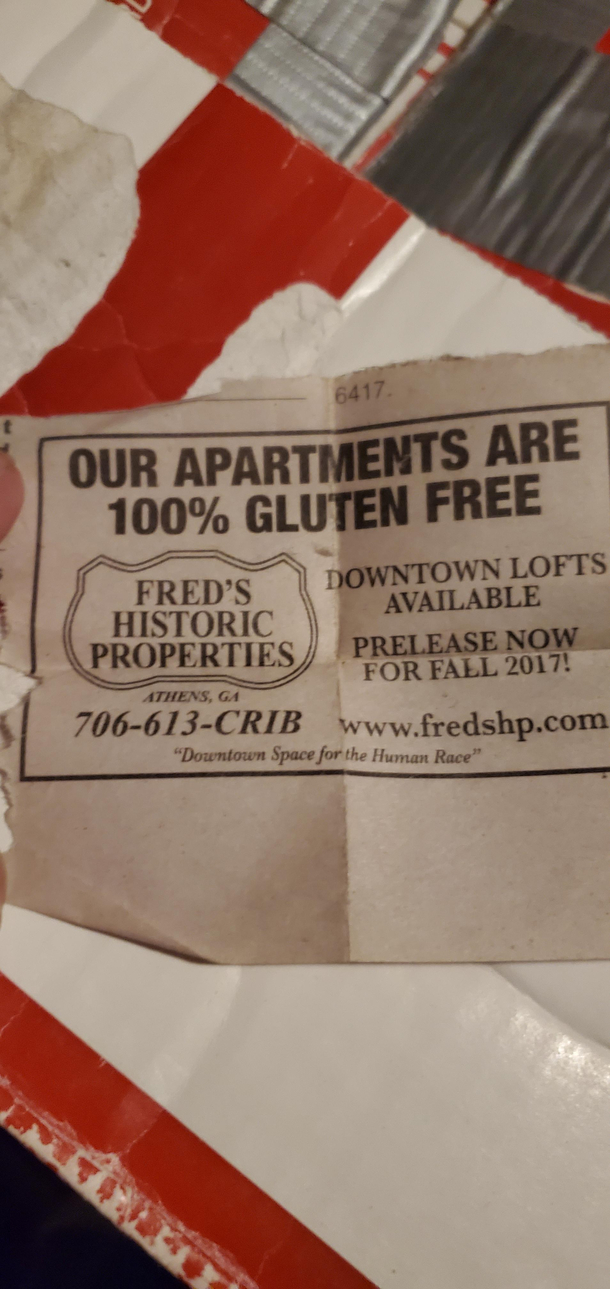 6417.
OUR APARTMENTS ARE
100% GLUTEN FREE
FRED'S
HISTORIC
PROPERTIES
ATHENS, GA
706-613-CRIB
DOWNTOWN LOFTS
AVAILABLE
PRELEASE NOW
FOR FALL 2017!
www.fredshp.com
"Downtown Space for the Human Race"